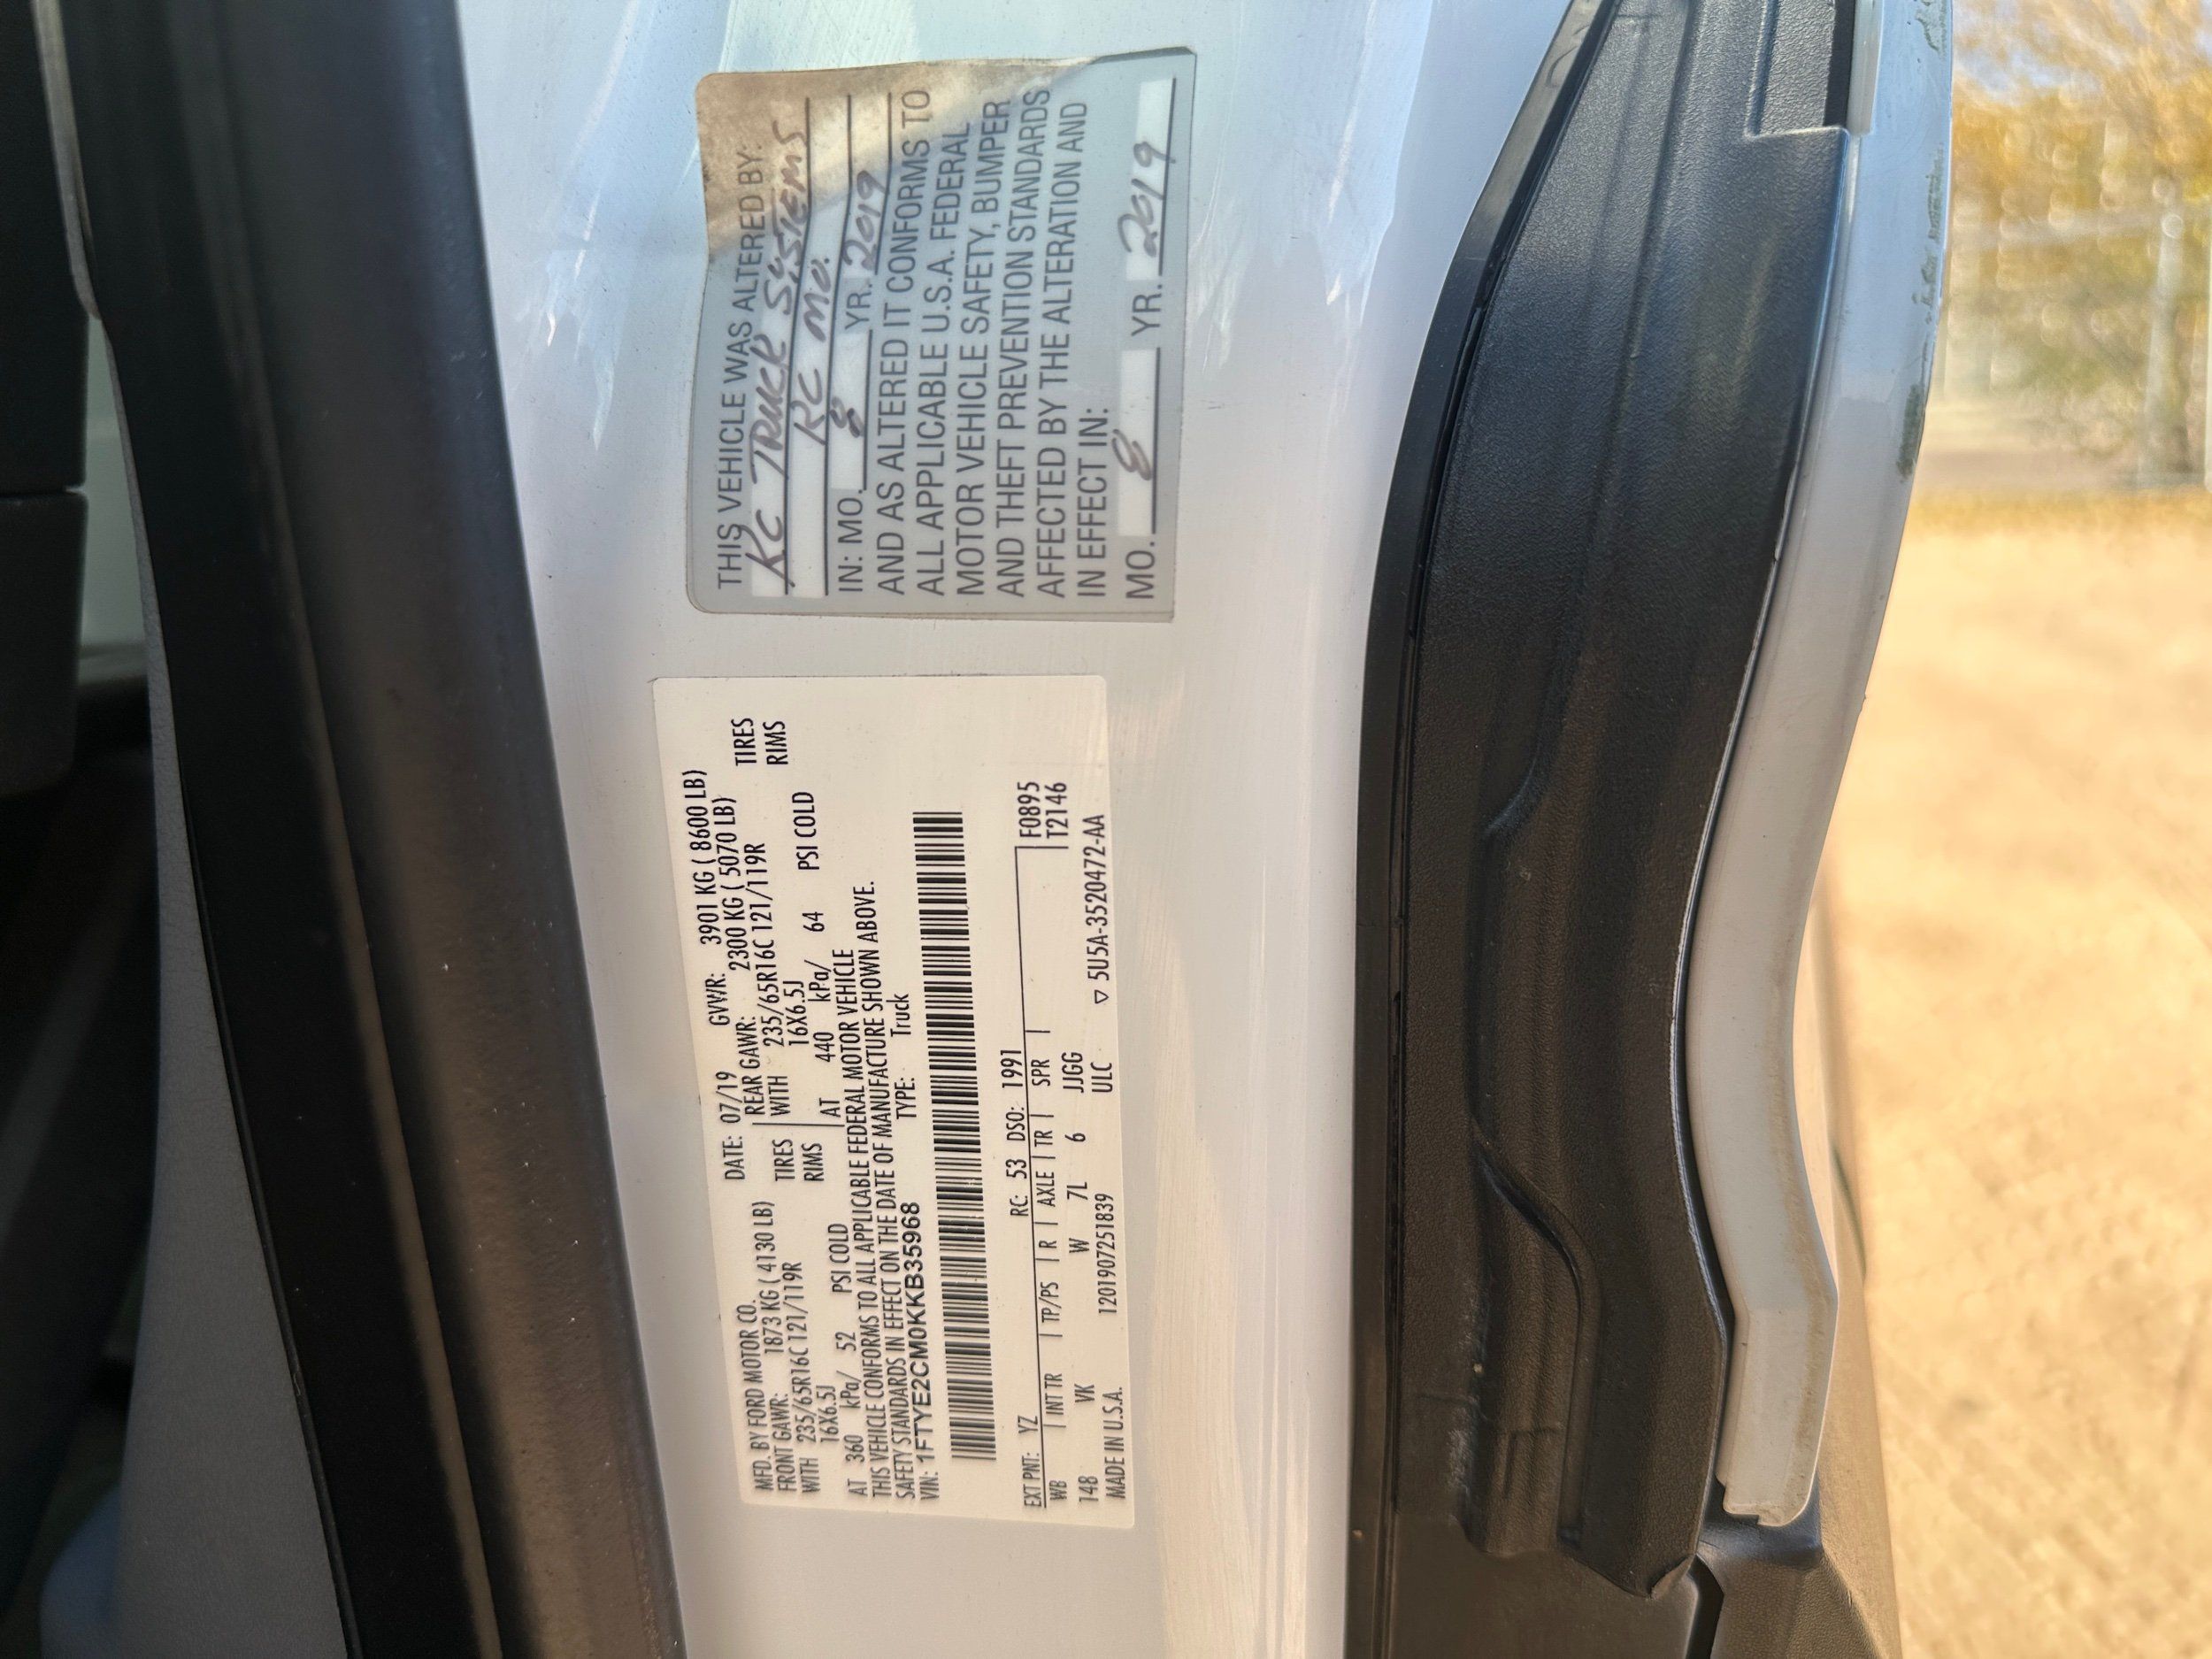 MFD. BY FORD MOTOR CO.
DATE: 07/19 GVWR: 3901 KG ( 8600 LB)
FRONT GAWR: 1873 KG ( 4130 LB) REAR GAWR: 2300 KG ( 5070 LB)
WITH 235/65R16C 121/119R TIRES WITH 235/65R16C 121/119R TIRES
16X6.5J RIMS 16X6.5J RIMS
AT 360 kPa/ 52 PSI COLD AT 440 kPa/ 64 PSI COLD
THIS VEHICLE CONFORMS TO ALL APPLICABLE FEDERAL MOTOR VEHICLE
SAFETY STANDARDS IN EFFECT ON THE DATE OF MANUFACTURE SHOWN ABOVE.
VIN: 1FTYE2CM0KKB35968 TYPE: Truck
EXT PNT: YZ RC: 53 DSO: 1991 F0895
WB INT TR TP/PS R AXLE TR SPR T2146
148 VK W 7L 6 JJGG
MADE IN U.S.A. 1201907251839 ULC ▽ 5U5A-3520472-AA
THIS VEHICLE WAS ALTERED BY:
KC TRUCK SYSTEMS
KC MO.
IN: MO. 8 YR. 2019
AND AS ALTERED IT CONFORMS TO
ALL APPLICABLE U.S.A. FEDERAL
MOTOR VEHICLE SAFETY, BUMPER
AND THEFT PREVENTION STANDARDS
AFFECTED BY THE ALTERATION AND
IN EFFECT IN:
MO. 8 YR. 2019